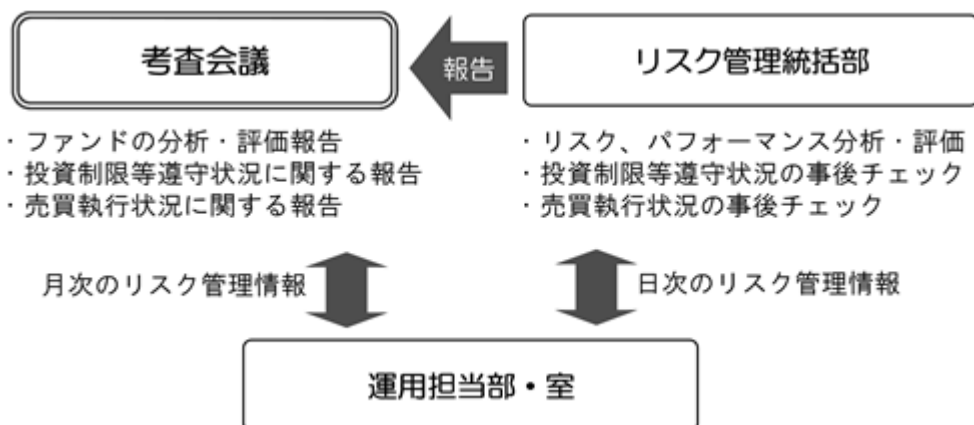 考査会議
報告
リスク管理統括部
・ファンドの分析・評価報告
・投資制限等遵守状況に関する報告
・売買執行状況に関する報告
・リスク、パフォーマンス分析・評価
・投資制限等遵守状況の事後チェック
・売買執行状況の事後チェック
月次のリスク管理情報
日次のリスク管理情報
運用担当部・室